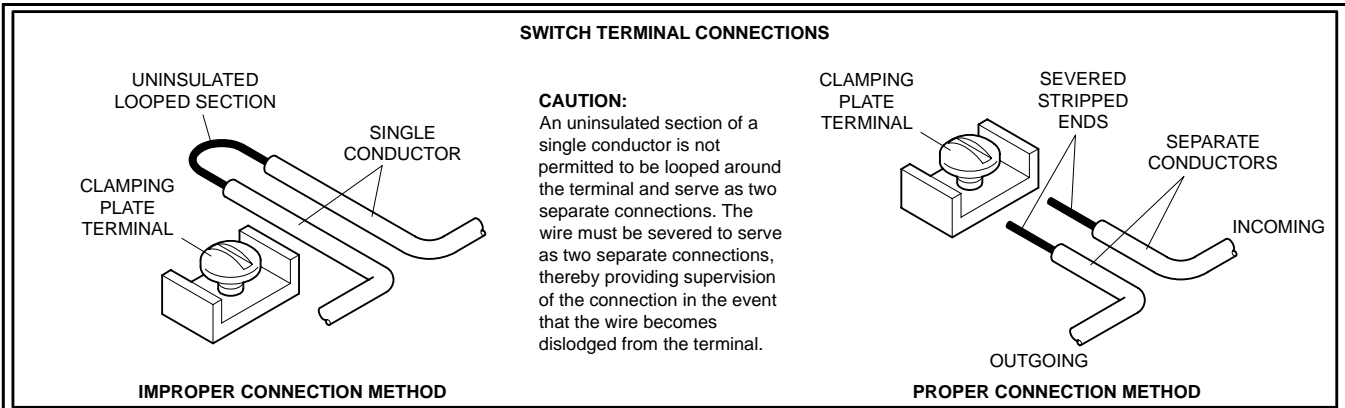 SWITCH TERMINAL CONNECTIONS
UNINSULATED
LOOPED SECTION
SINGLE
CONDUCTOR
CLAMPING
PLATE
TERMINAL
IMPROPER CONNECTION METHOD
CAUTION:
An uninsulated section of a
single conductor is not
permitted to be looped around
the terminal and serve as two
separate connections. The
wire must be severed to serve
as two separate connections,
thereby providing supervision
of the connection in the event
that the wire becomes
dislodged from the terminal.
CLAMPING
PLATE
TERMINAL
SEVERED
STRIPPED
ENDS
SEPARATE
CONDUCTORS
INCOMING
OUTGOING
PROPER CONNECTION METHOD